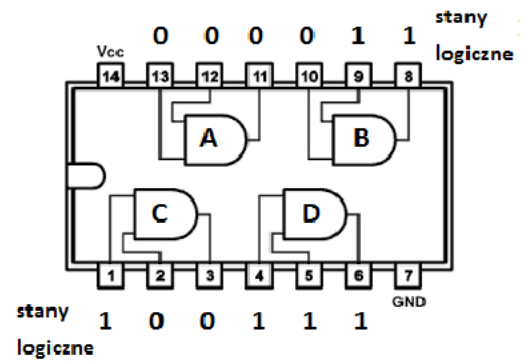 0 0 0 0 1 1 stany logiczne
Vcc
14 13 12 11 10 9 8
A B
C D
1 2 3 4 5 6 7
GND
stany logiczne 1 0 0 1 1 1